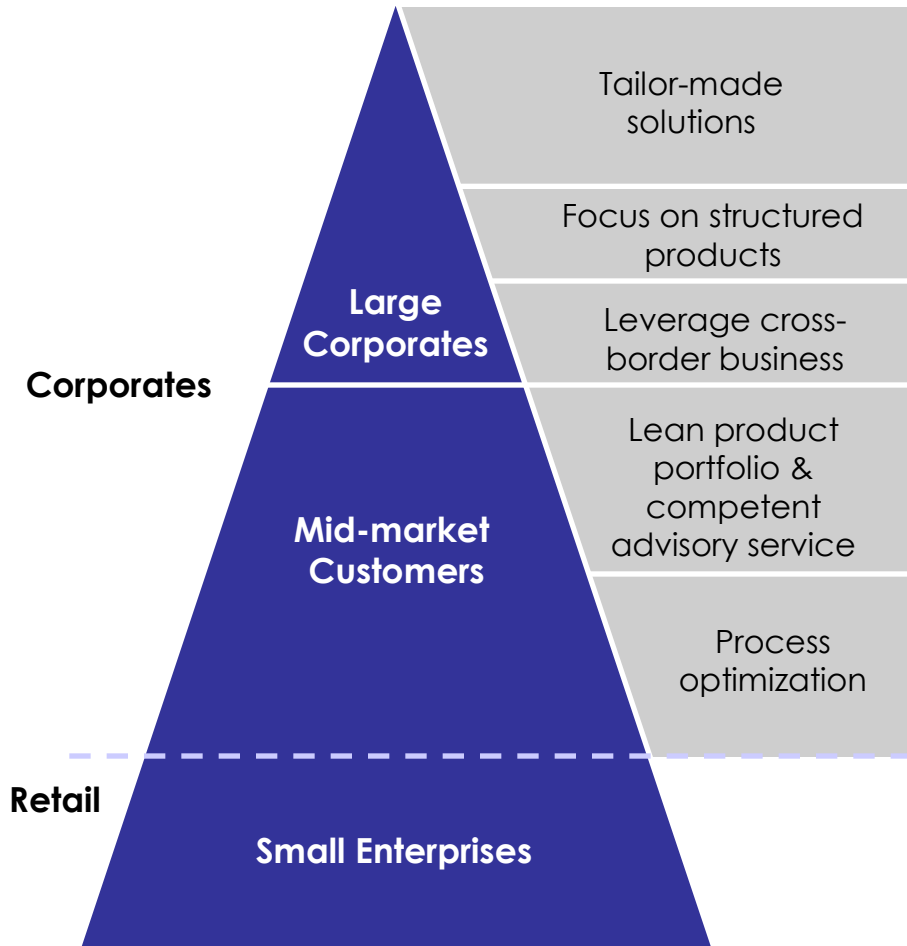 Tailor-made
solutions
Focus on structured
products
Large
Corporates
Leverage cross-
border business
Corporates
Lean product
portfolio &
competent
advisory service
Mid-market
Customers
Process
optimization
Retail
Small Enterprises